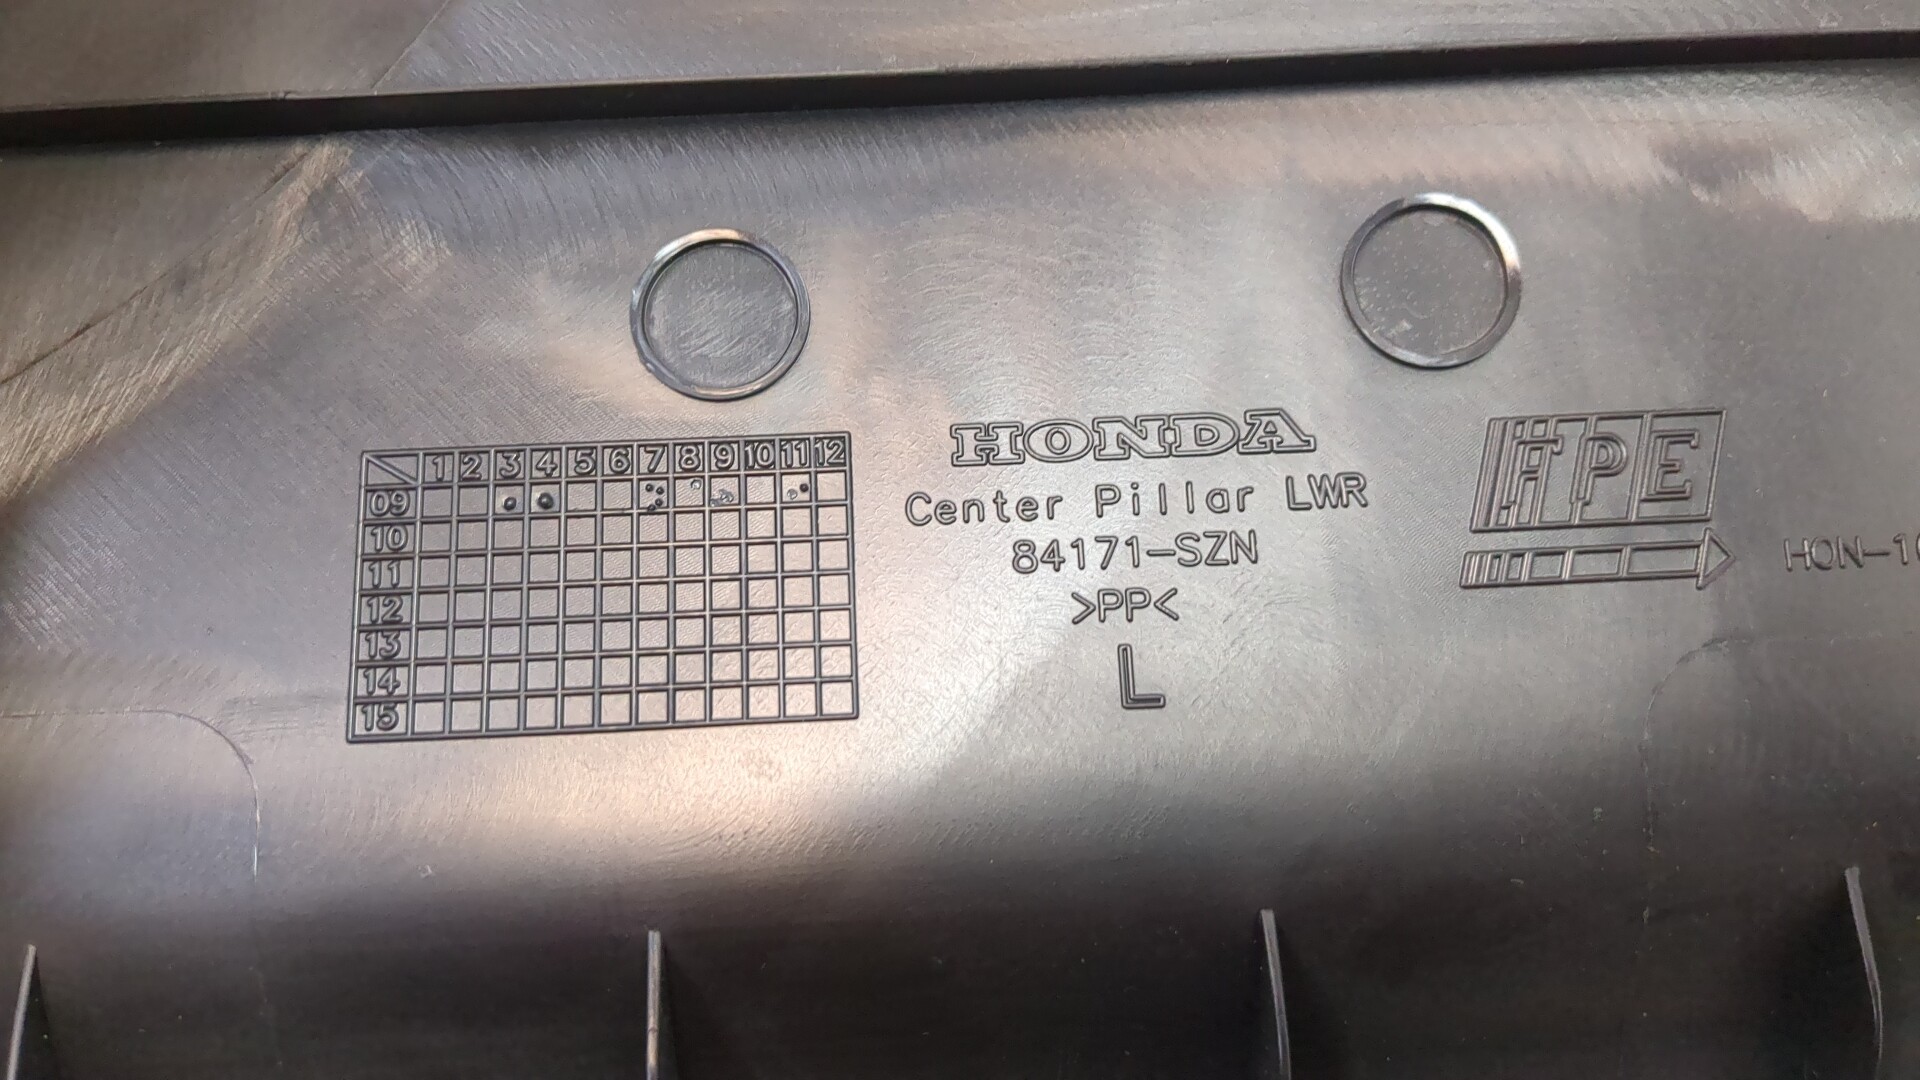 1 2 3 4 5 6 7 8 9 10 11 12
09
10
11
12
13
14
15
HONDA
Center Pillar LWR
84171-SZN
>PP<
L
TPE